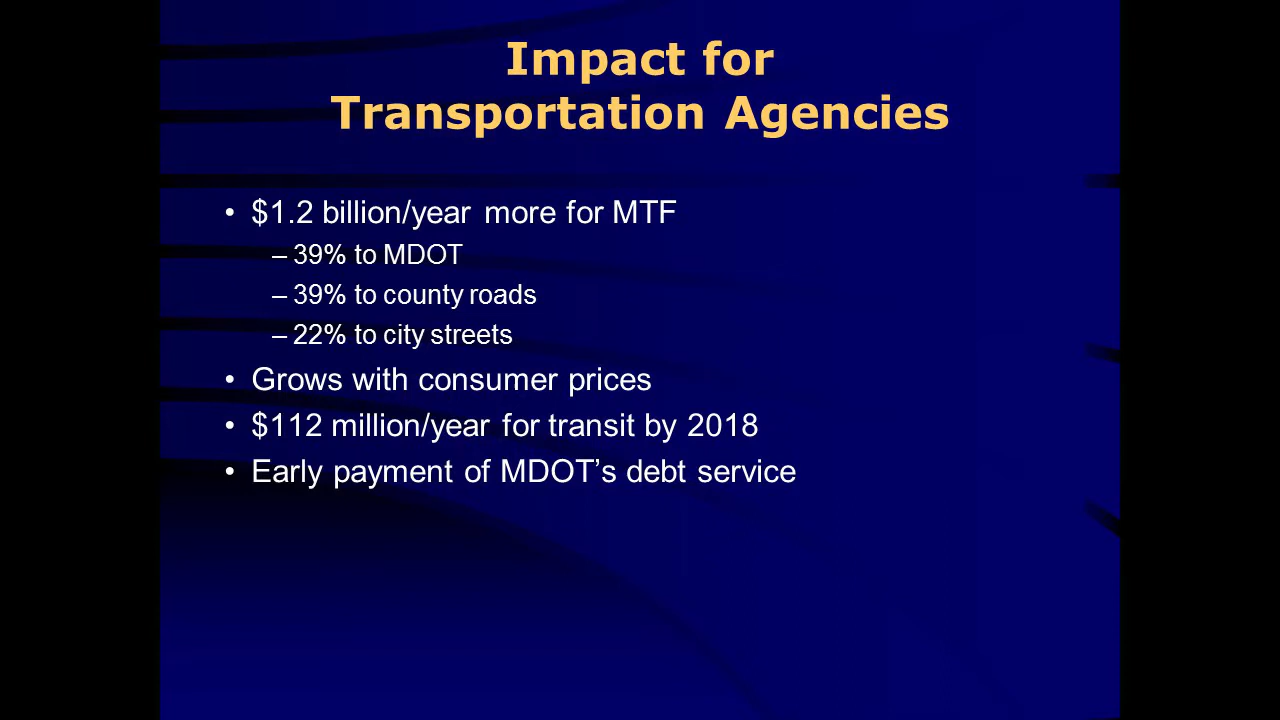 Impact for
Transportation Agencies
• $1.2 billion/year more for MTF
– 39% to MDOT
– 39% to county roads
– 22% to city streets
• Grows with consumer prices
• $112 million/year for transit by 2018
• Early payment of MDOT’s debt service